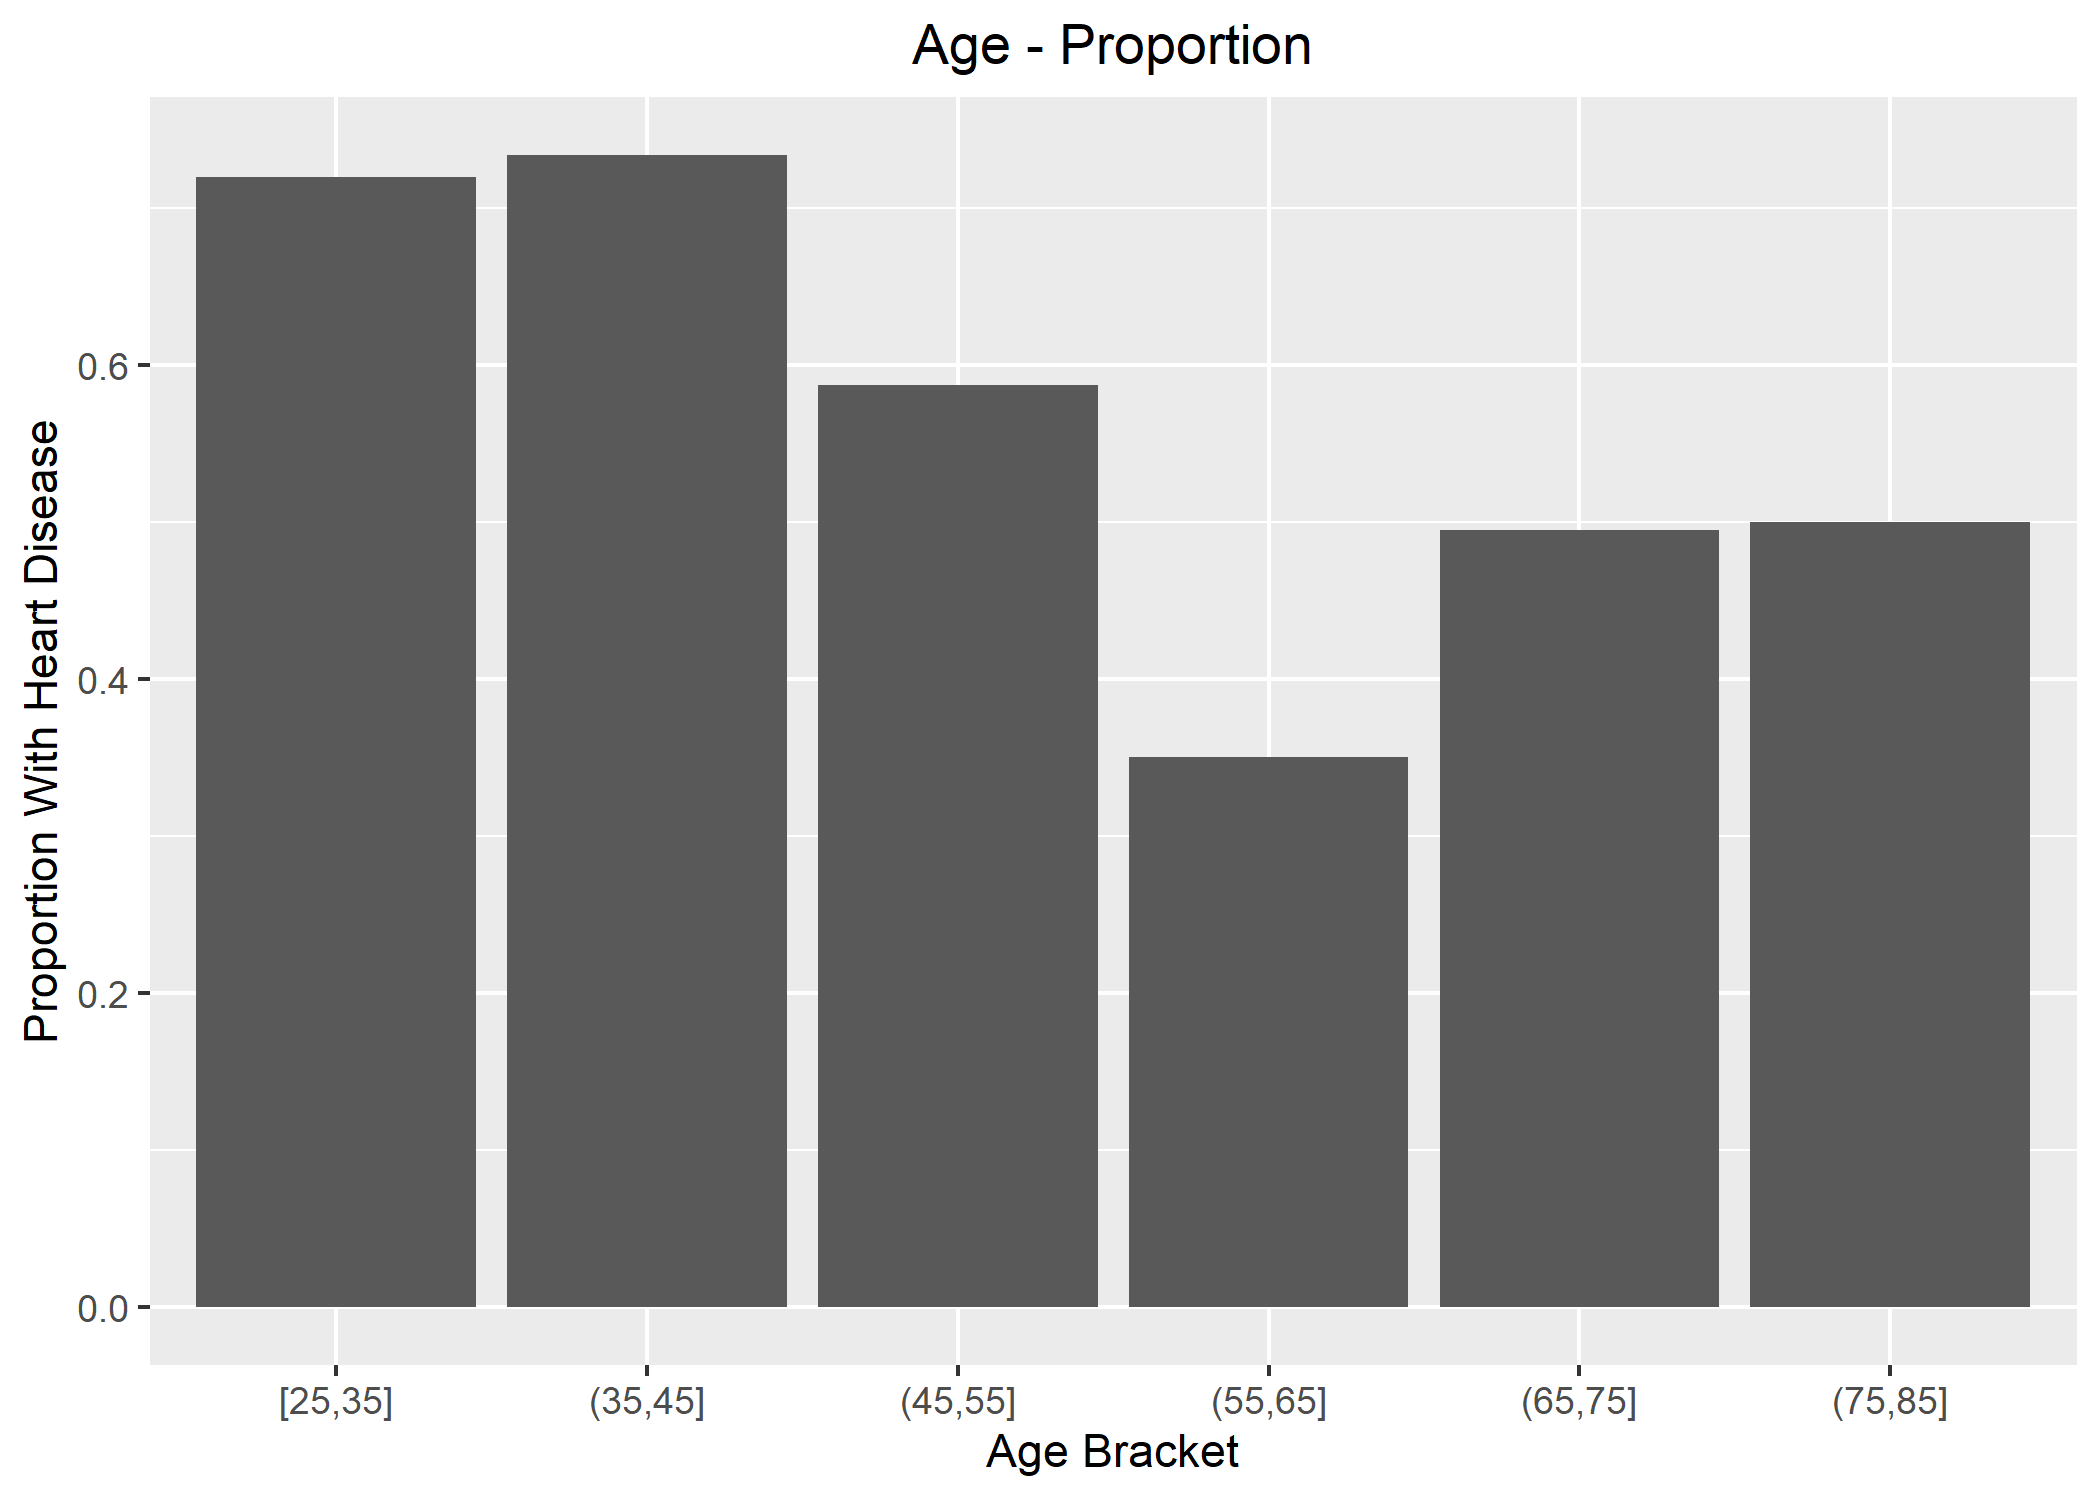 Age - Proportion
Proportion With Heart Disease
0.6
0.4
0.2
0.0
[25,35] (35,45] (45,55] (55,65] (65,75] (75,85]
Age Bracket